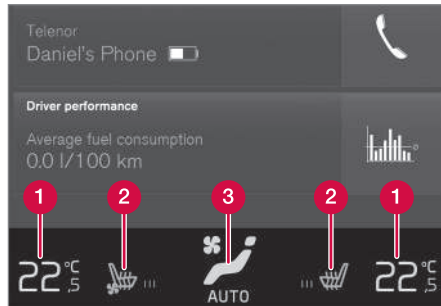 Telenor
Daniel's Phone
Driver performance
Average fuel consumption
0.0 l/100 km
1 2 3 2 1
22°C,5 22°C,5
AUTO